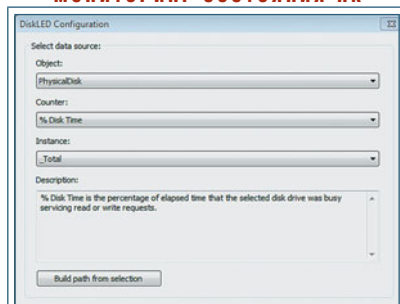 DiskLED Configuration
Select data source:
Object:
PhysicalDisk
Counter:
% Disk Time
Instance:
_Total
Description:
% Disk Time is the percentage of elapsed time that the selected disk drive was busy
servicing read or write requests.
Build path from selection